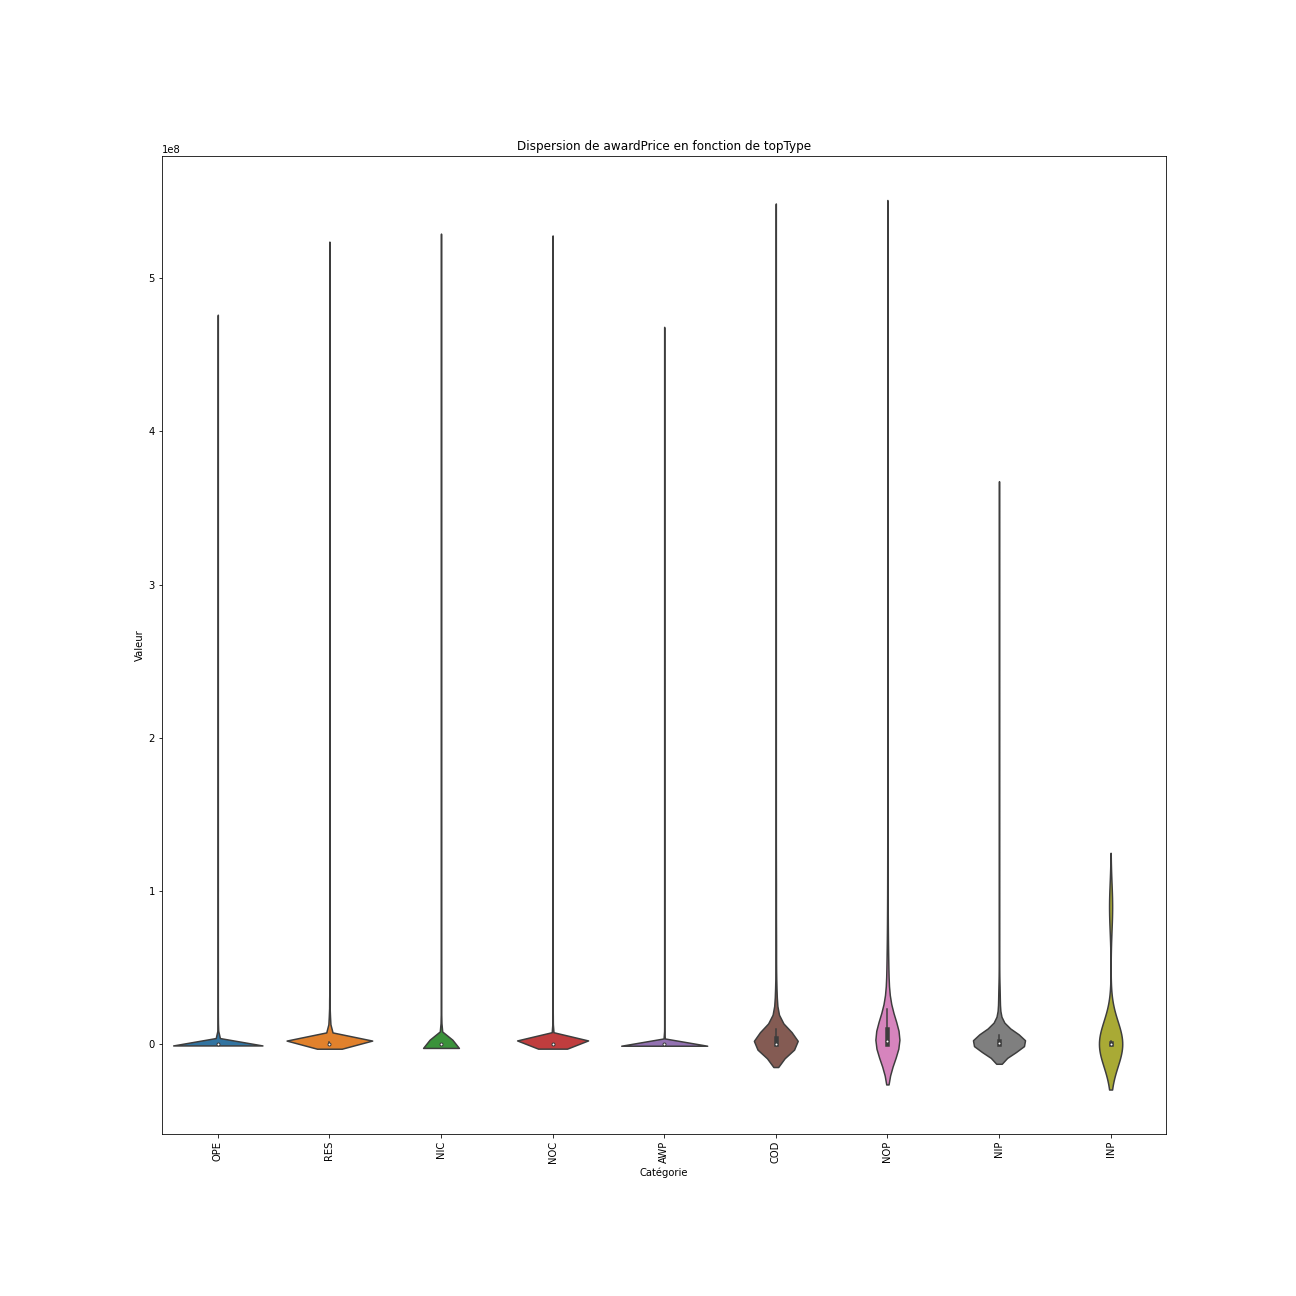 Dispersion de awardPrice en fonction de topType
1e8
5
4
3
2
1
0
Valeur
OPE
RES
NIC
NOC
AWP
COD
NOP
NIP
INP
Catégorie